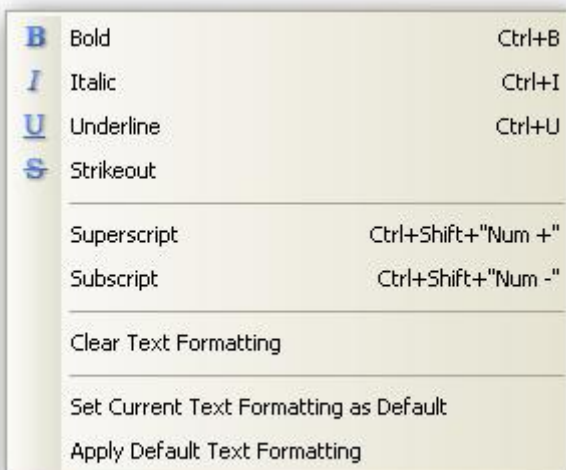 B Bold Ctrl+B
I Italic Ctrl+I
U Underline Ctrl+U
S Strikeout
Superscript Ctrl+Shift+"Num +"
Subscript Ctrl+Shift+"Num -"
Clear Text Formatting
Set Current Text Formatting as Default
Apply Default Text Formatting